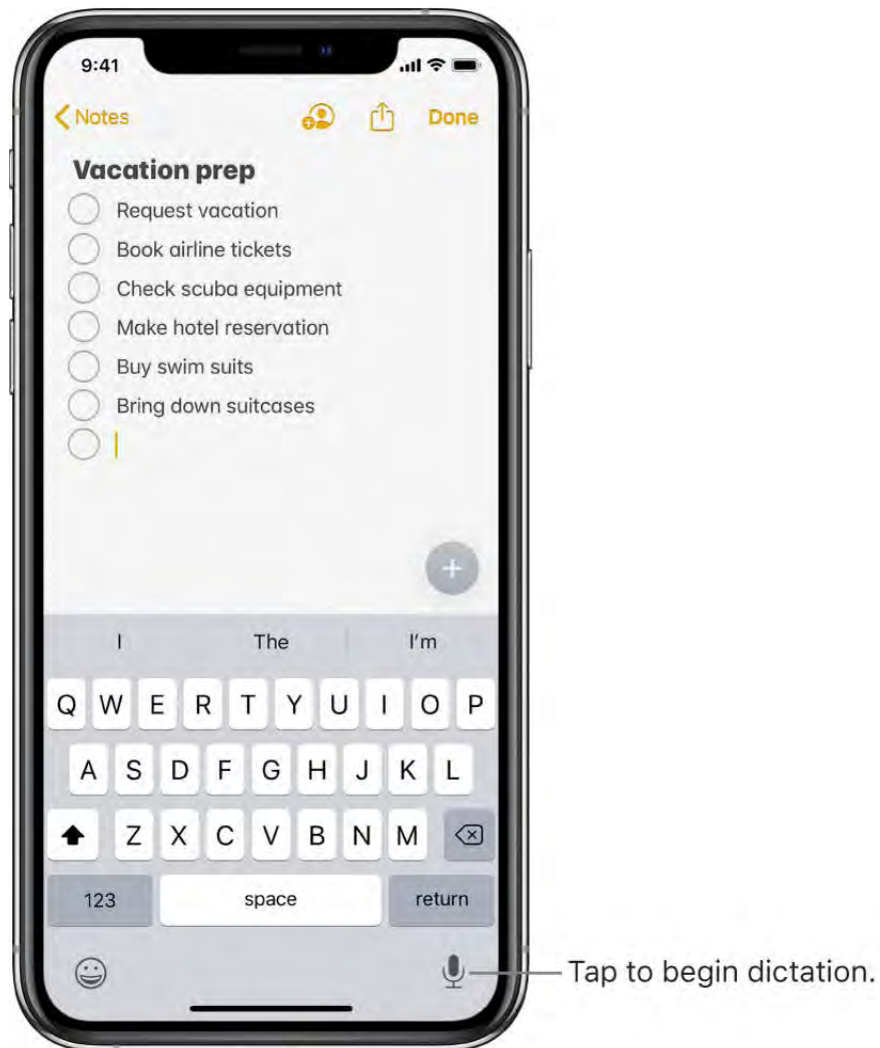 9:41
Notes
Done
Vacation prep
Request vacation
Book airline tickets
Check scuba equipment
Make hotel reservation
Buy swim suits
Bring down suitcases
I The I'm
Q W E R T Y U I O P
A S D F G H J K L
Z X C V B N M
123 space return
Tap to begin dictation.